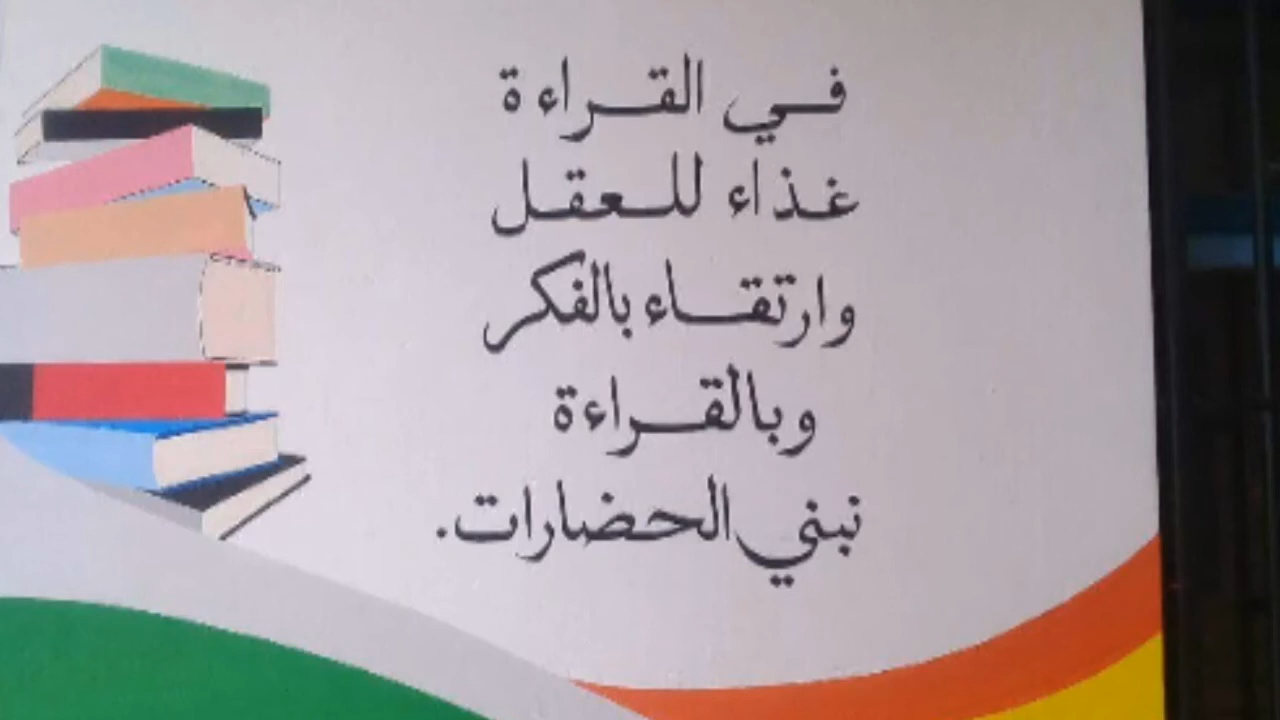 في القراءة
غذاء للعقل
وارتقاء بالفكر
وبالقراءة
نبني الحضارات.